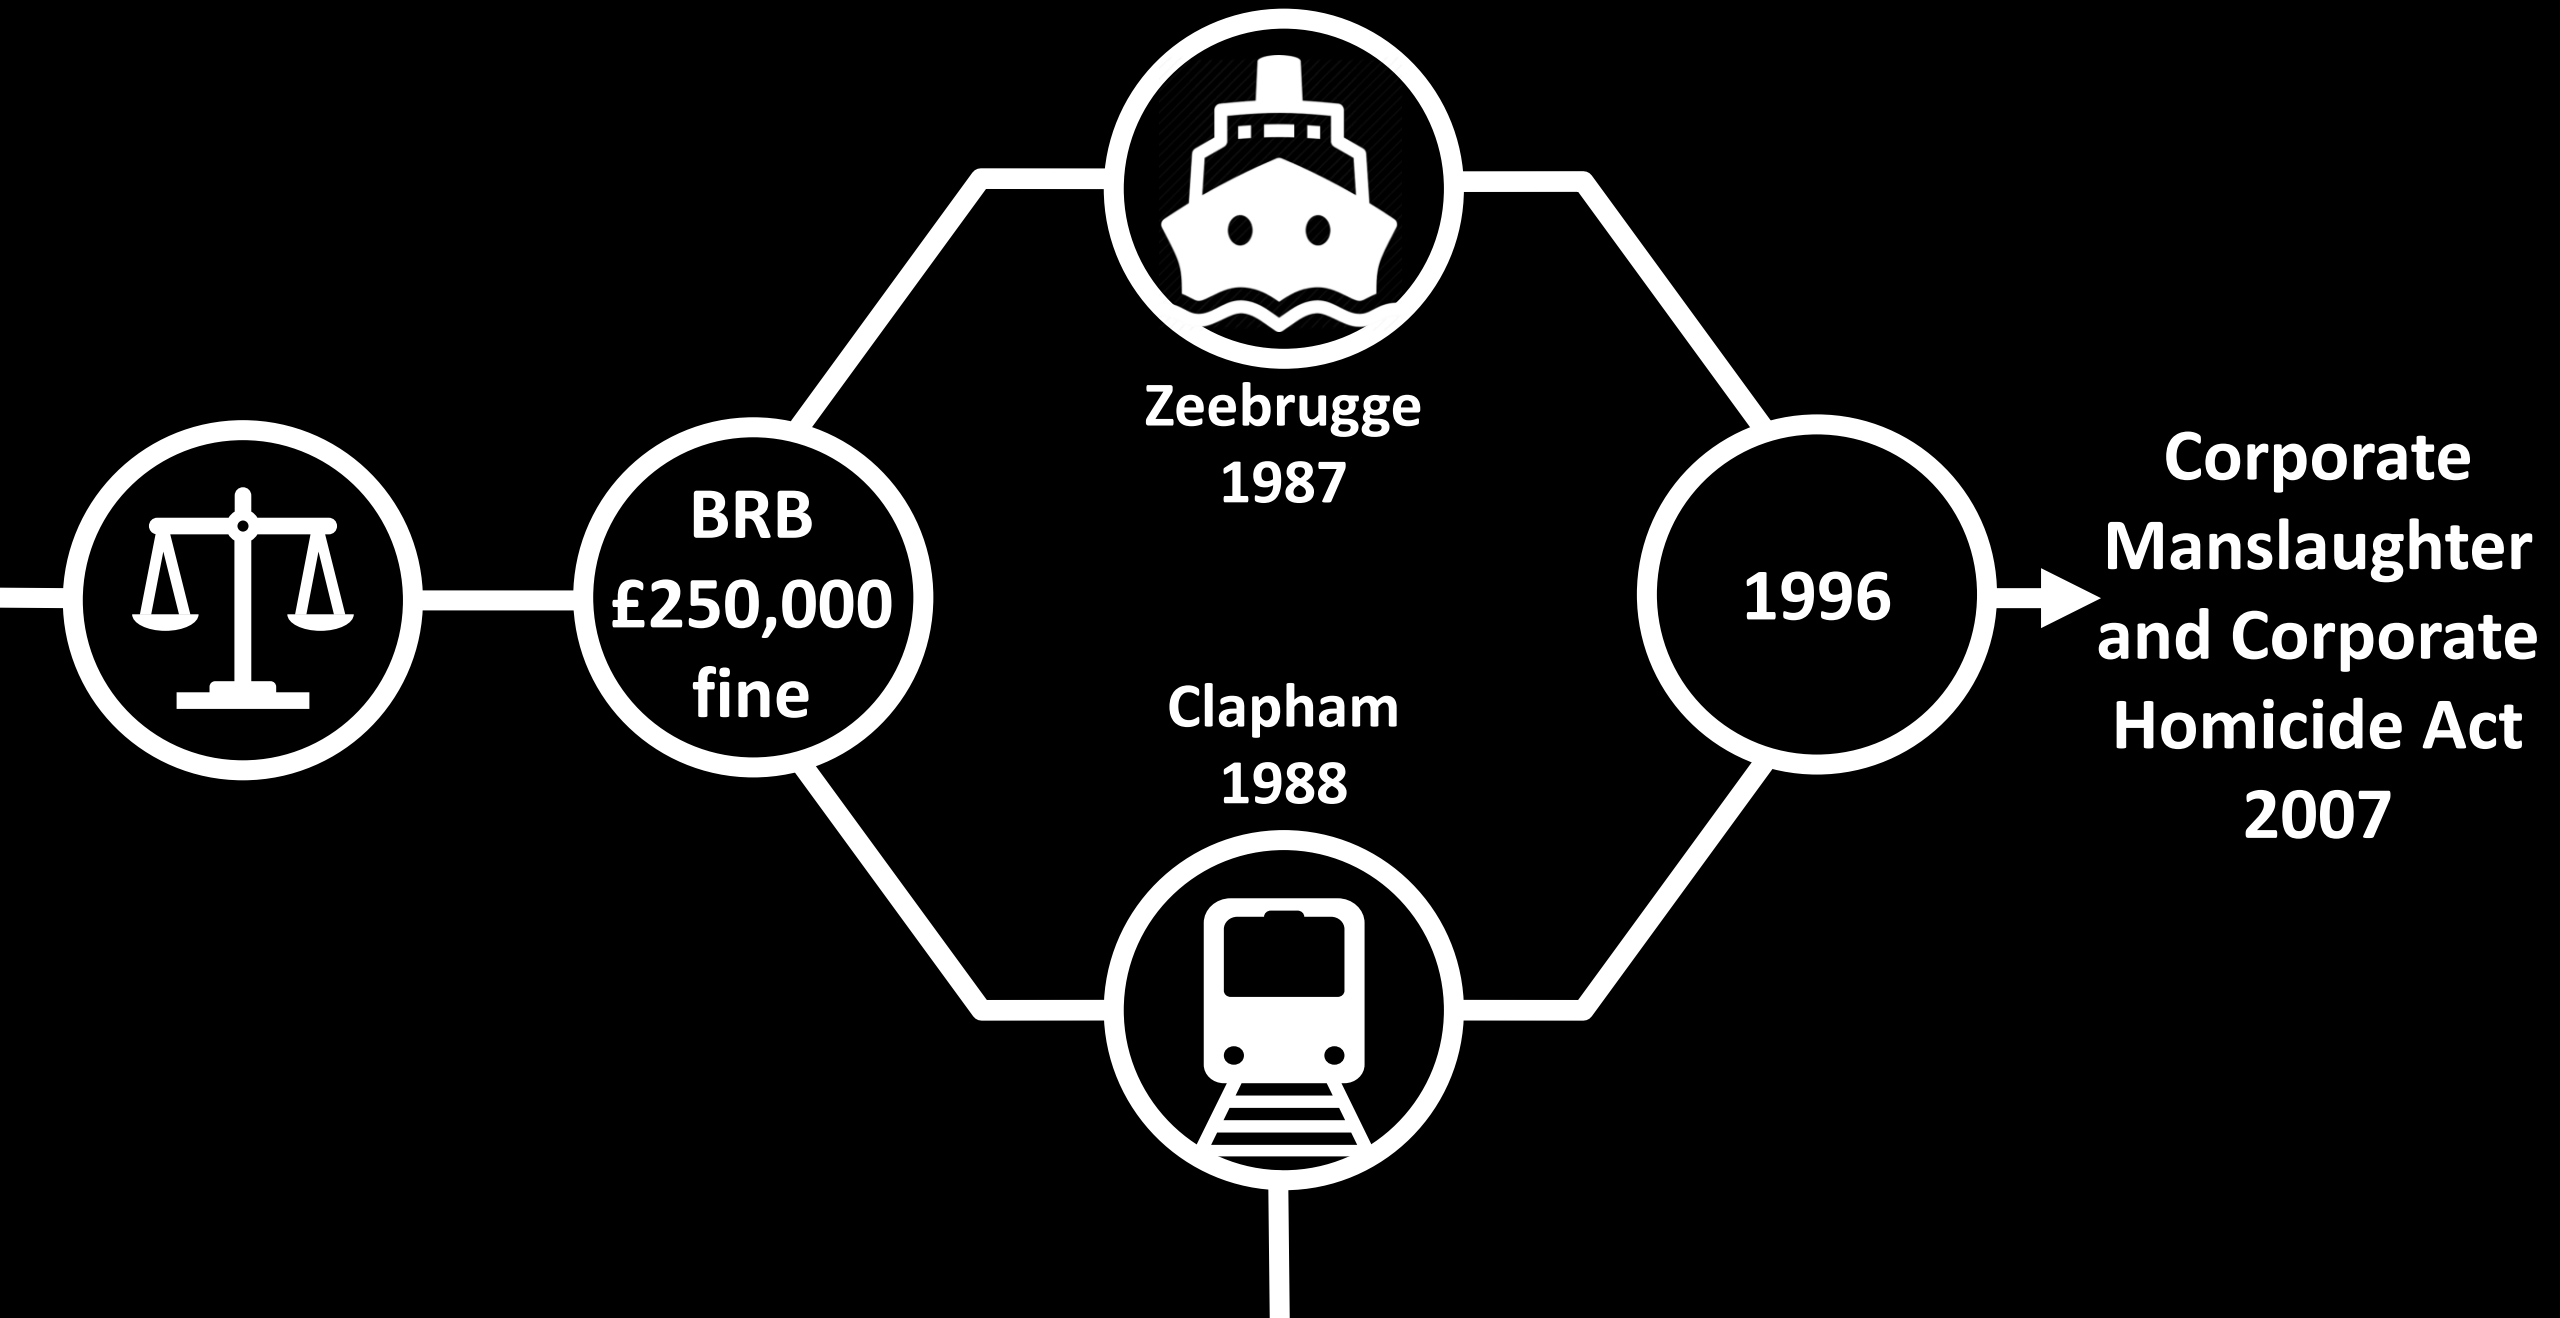 BRB
£250,000
fine
Zeebrugge
1987
Clapham
1988
1996
Corporate
Manslaughter
and Corporate
Homicide Act
2007